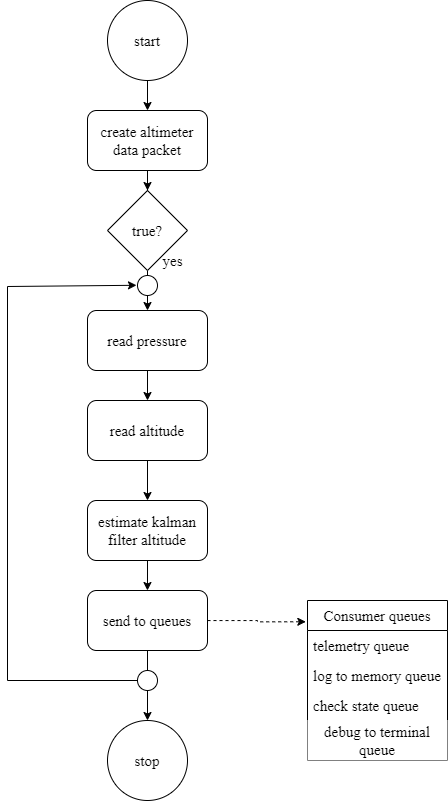 start
create altimeter
data packet
true?
yes
read pressure
read altitude
estimate kalman
filter altitude
send to queues
Consumer queues
telemetry queue
log to memory queue
check state queue
debug to terminal
queue
stop